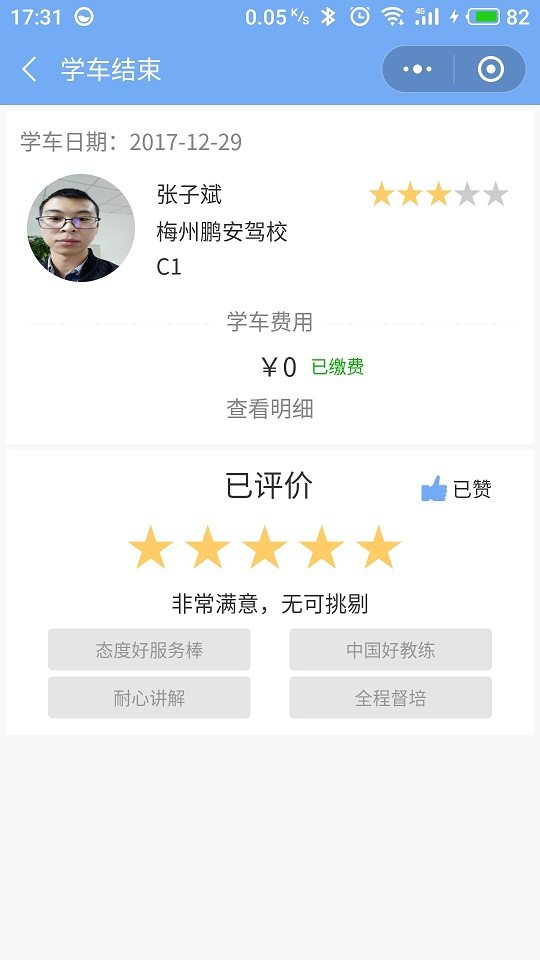 17:31 0.05 K/s 4G 82
学车结束
学车日期：2017-12-29
张子斌
梅州鹏安驾校
C1
学车费用
￥0 已缴费
查看明细
已评价 已赞
非常满意，无可挑剔
态度好服务棒 中国好教练
耐心讲解 全程督培